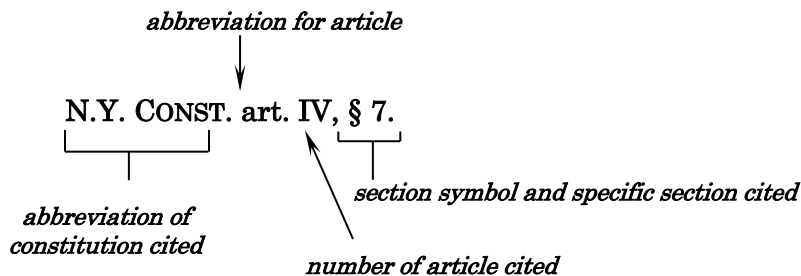 abbreviation for article
N.Y. CONST. art. IV, § 7.
section symbol and specific section cited
abbreviation of
constitution cited
number of article cited